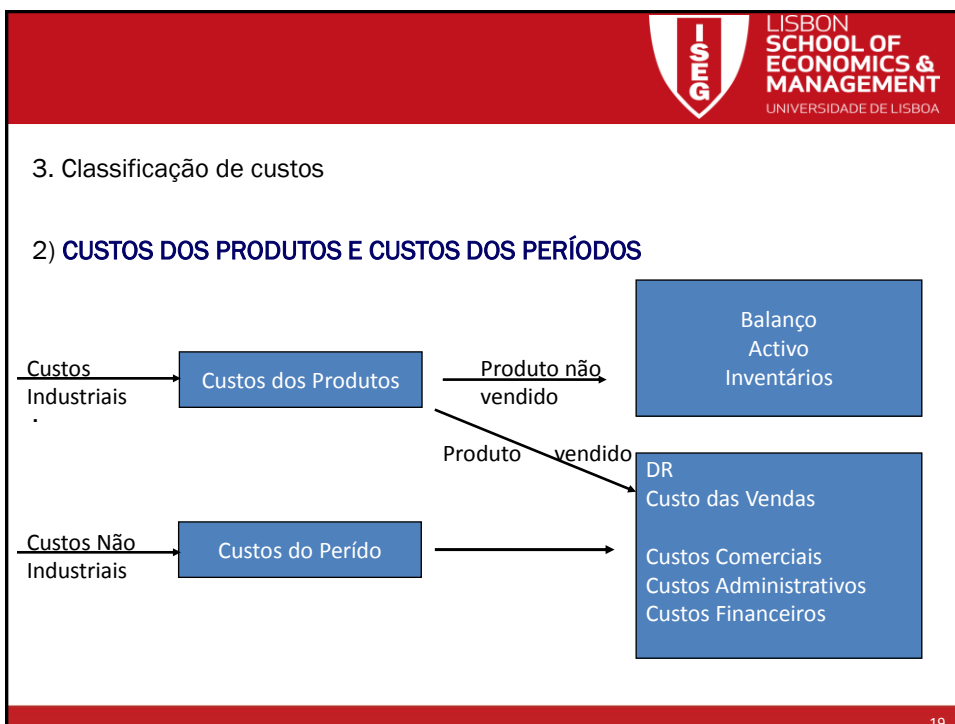 ISEG
LISBON
SCHOOL OF
ECONOMICS &
MANAGEMENT
UNIVERSIDADE DE LISBOA
3. Classificação de custos
2) CUSTOS DOS PRODUTOS E CUSTOS DOS PERÍODOS
Custos
Industriais
.
Custos dos Produtos
Produto não
vendido
Balanço
Activo
Inventários
Produto vendido
DR
Custo das Vendas
Custos Não
Industriais
Custos do Perído
Custos Comerciais
Custos Administrativos
Custos Financeiros
19